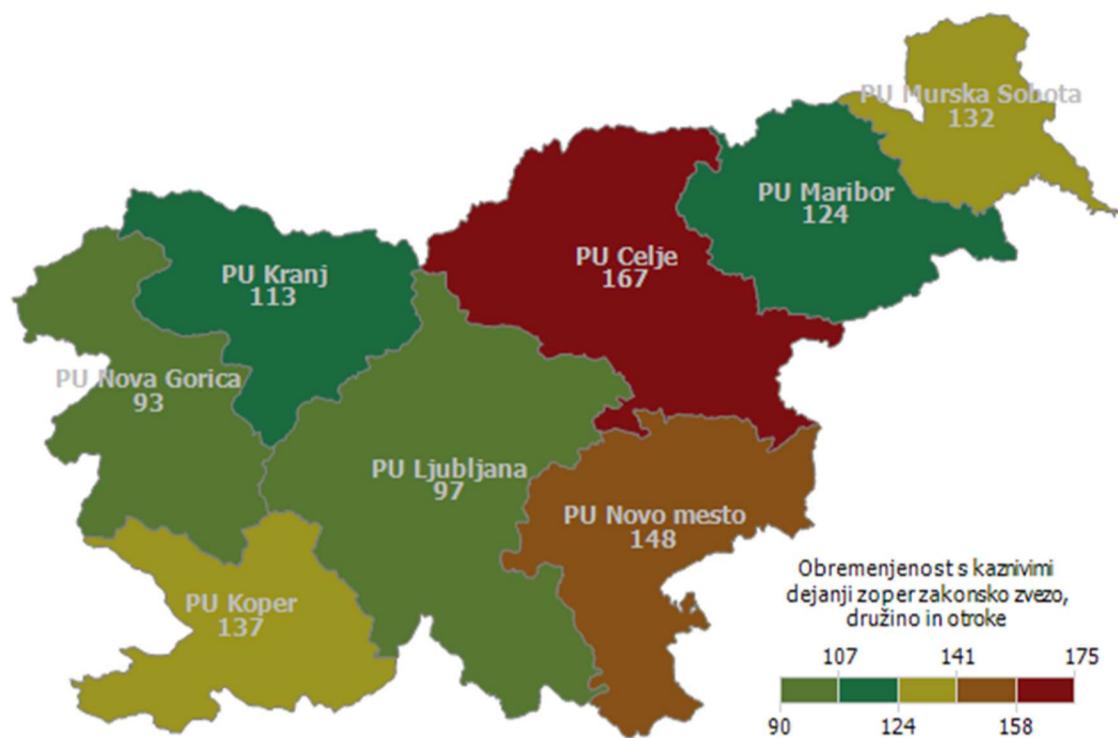 PU Murska Sobota
132
PU Maribor
124
PU Celje
167
PU Kranj
113
PU Nova Gorica
93
PU Ljubljana
97
PU Novo mesto
148
PU Koper
137
Obremenjenost s kaznivimi
dejanji zoper zakonsko zvezo,
družino in otroke
107 141 175
90 124 158